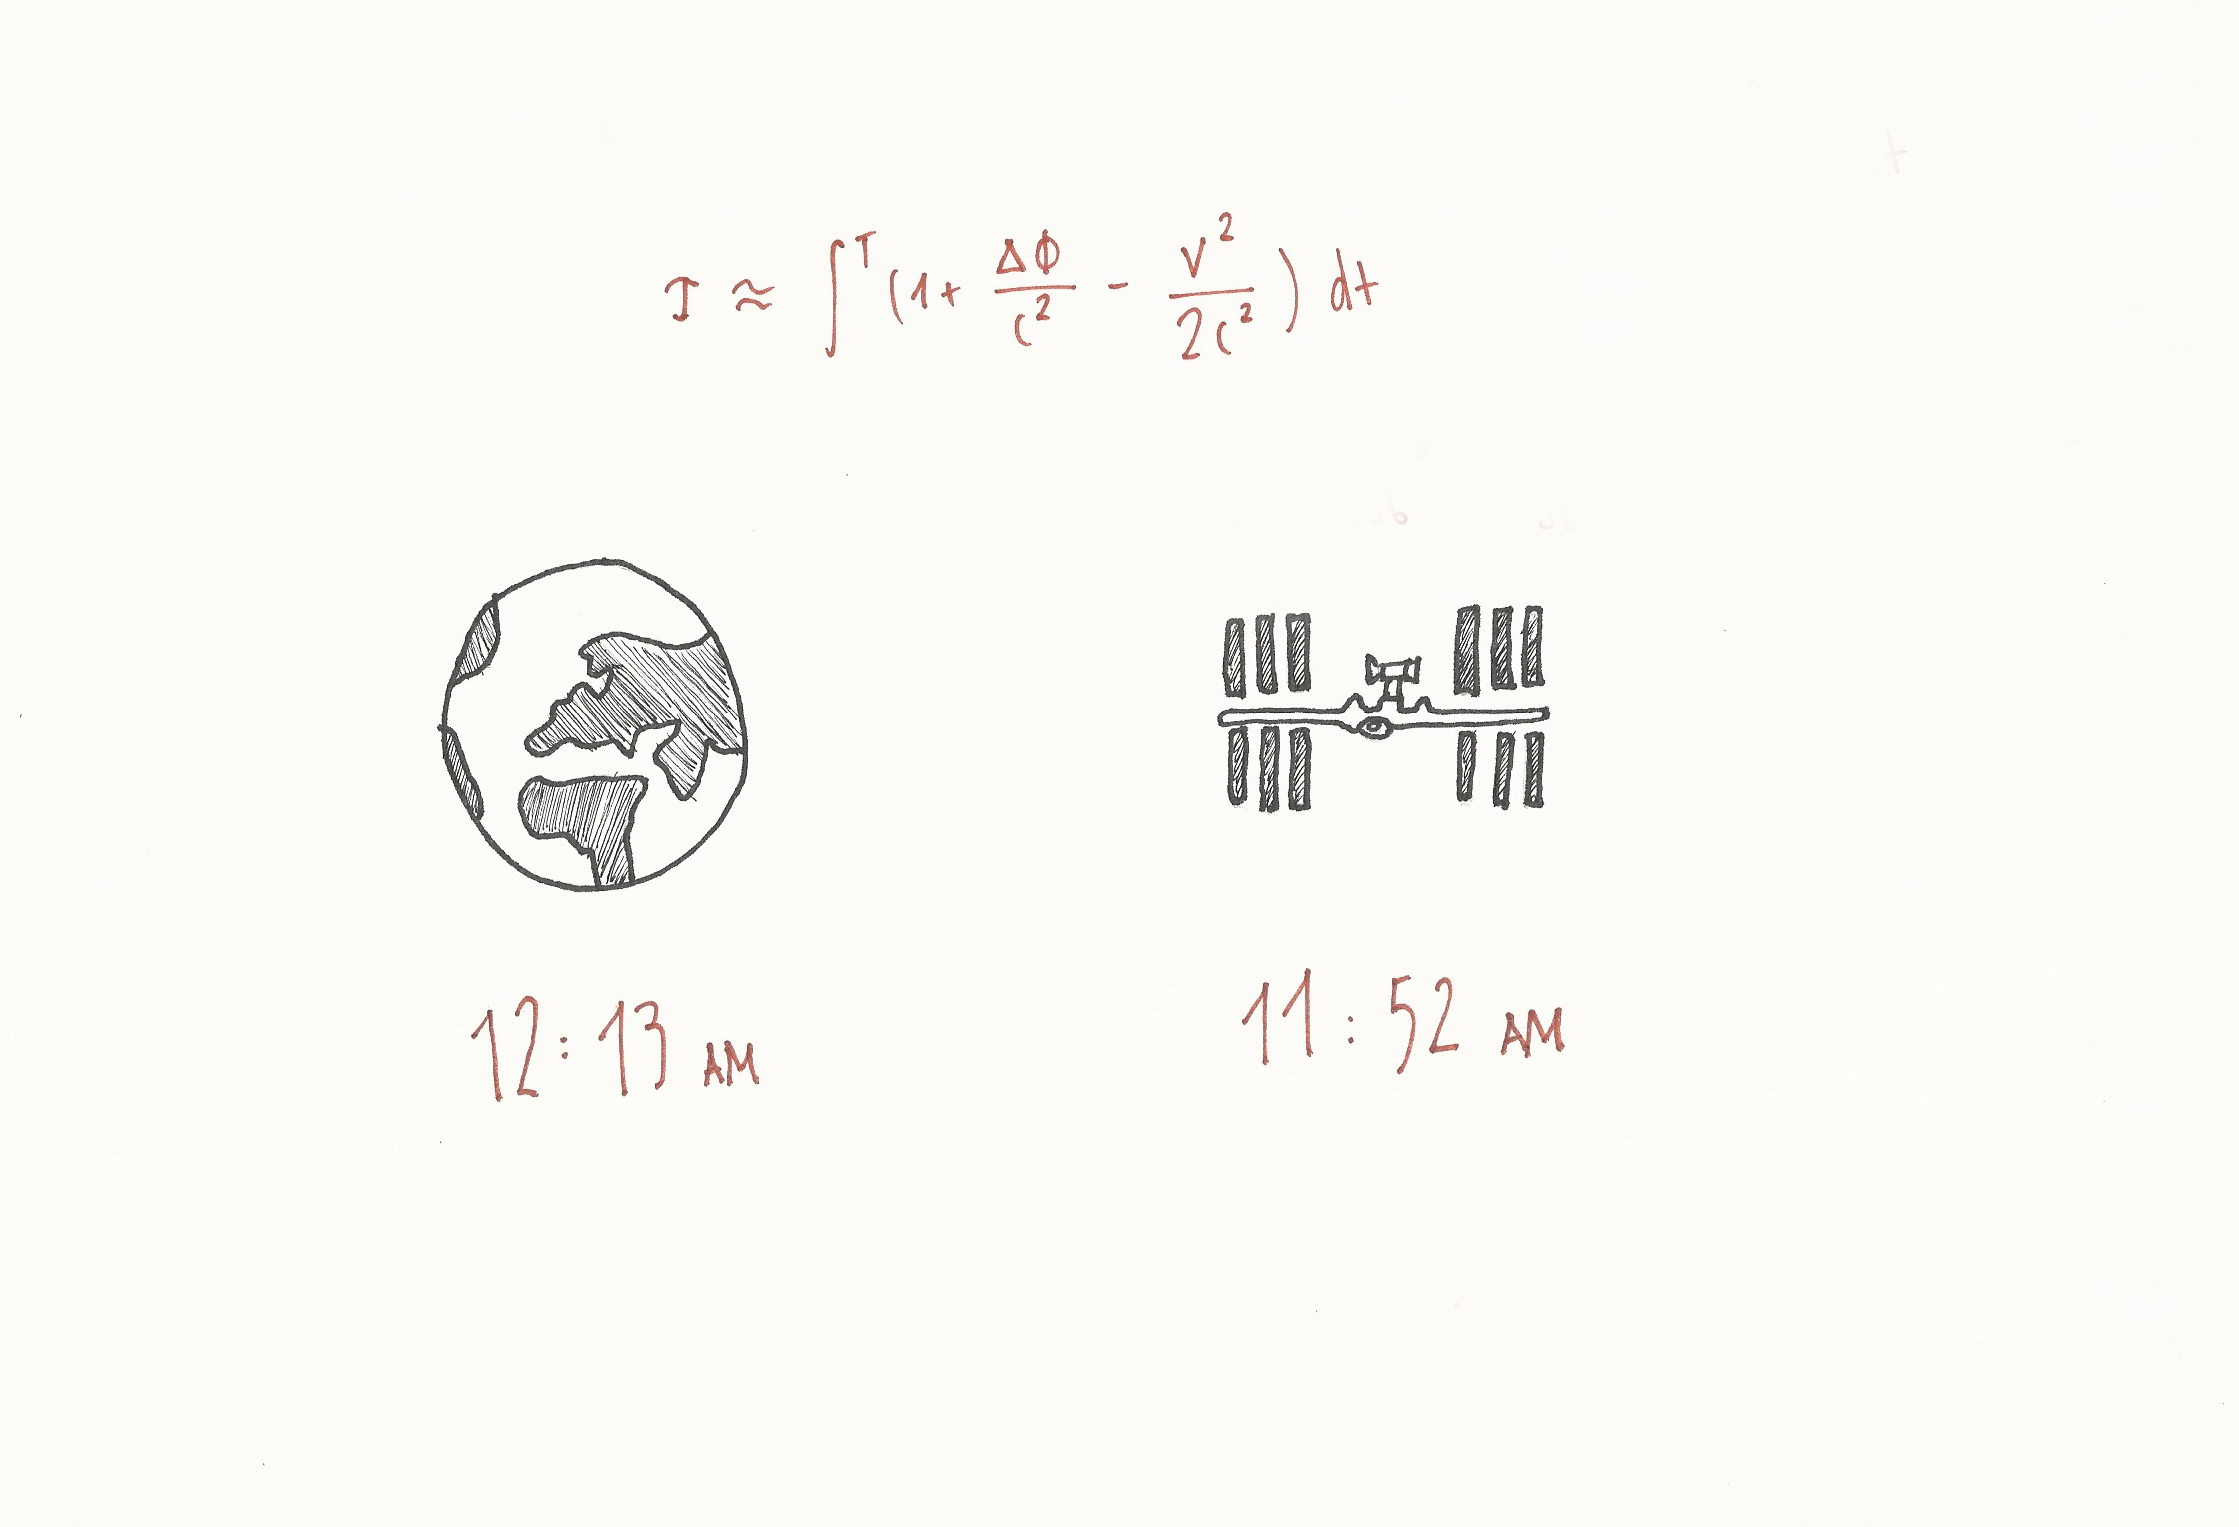 τ ≈ ∫ᵀ (1 + ΔΦ/c² - v²/2c²) dt
12:13 AM
11:52 AM